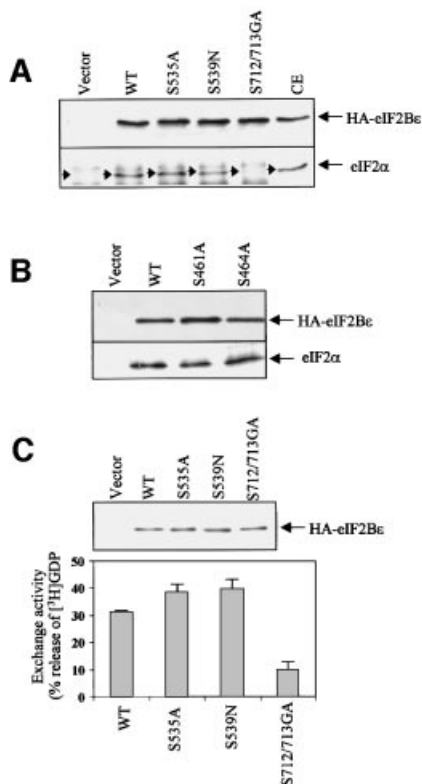 A
Vector
WT
S535A
S539N
S712/713GA
CE
HA-eIF2Bε
eIF2α
B
Vector
WT
S461A
S464A
HA-eIF2Bε
eIF2α
C
Vector
WT
S535A
S539N
S712/713GA
HA-eIF2Bε
Exchange activity
(% release of [³H]GDP
50
40
30
20
10
0
WT
S535A
S539N
S712/713GA